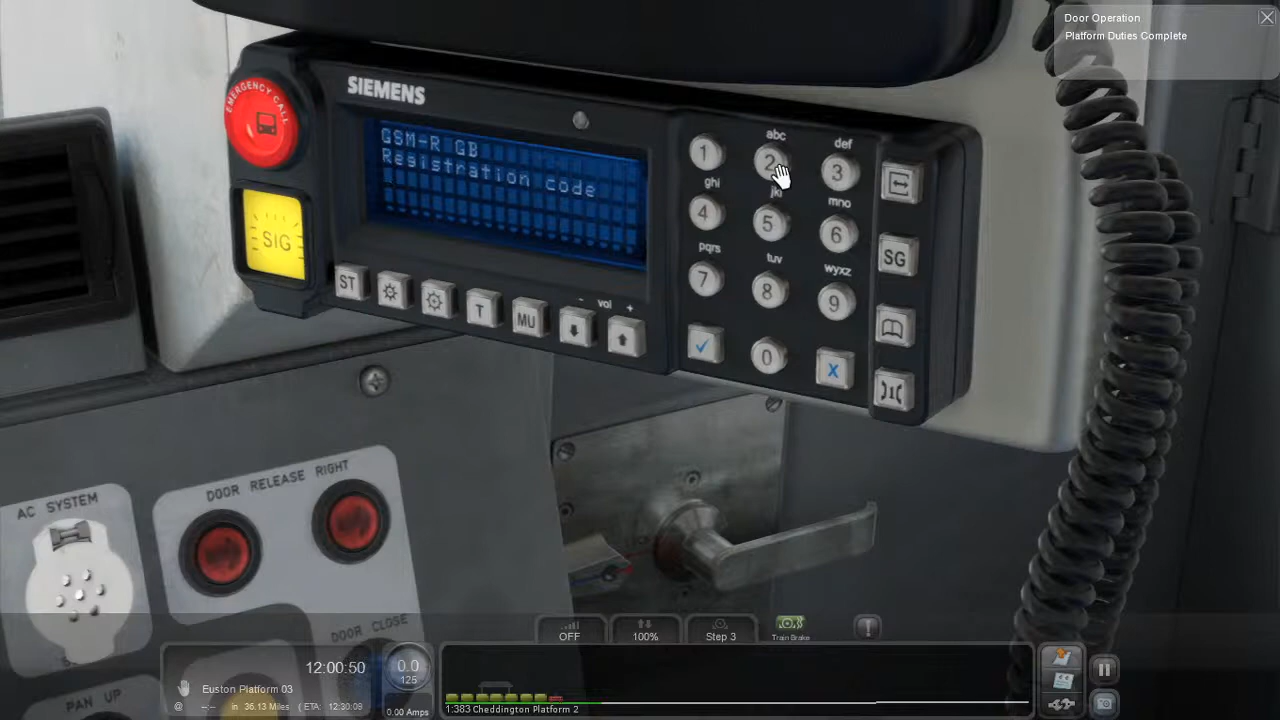 Door Operation
Platform Duties Complete
EMERGENCY CALL
SIEMENS
GSM-R GB
Registration code
SIG
ST
T
MU
- vol +
1
abc
2
def
3
ghi
4
jkl
5
mno
6
pqrs
7
tuv
8
wyxz
9
0
X
SG
AC SYSTEM
DOOR RELEASE RIGHT
DOOR CLOSE
PAN UP
OFF
100%
Step 3
Train Brake
12:00:50
Euston Platform 03
@ --:-- in 36.13 Miles ( ETA: 12:30:08
0.0
125
0.00 Amps
1:383 Cheddington Platform 2